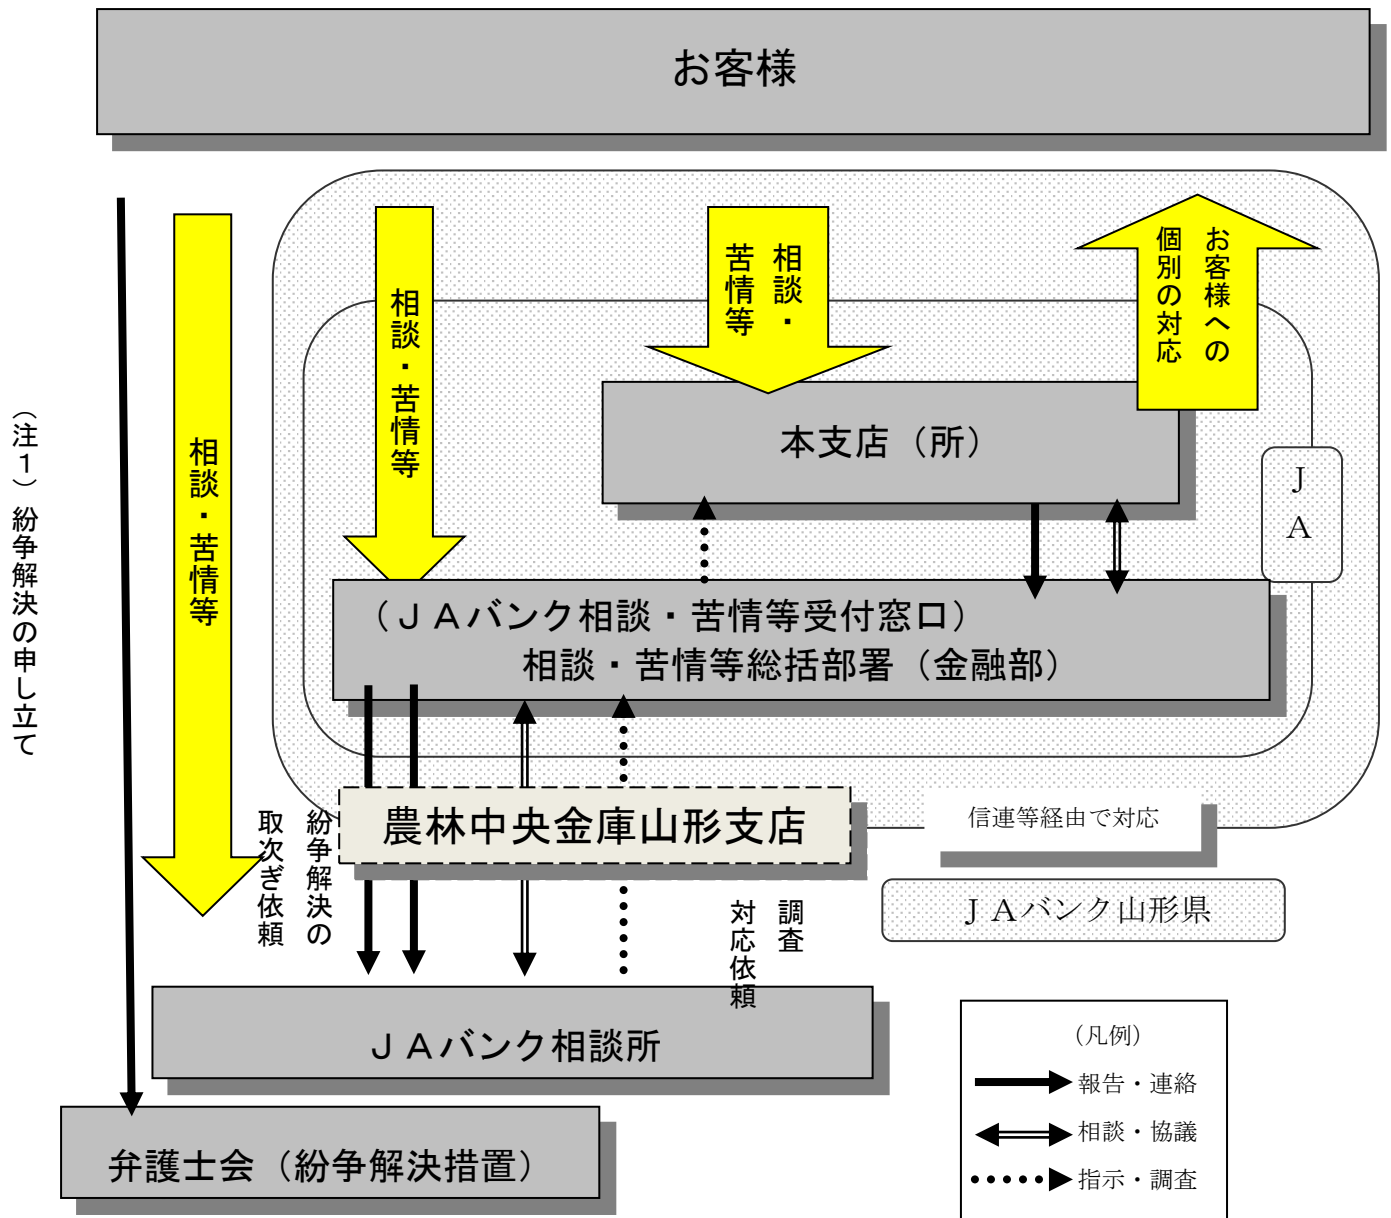 お客様
相談・
苦情等
お客様への
個別の対応
相談・苦情等
相談・苦情等
（注１）紛争解決の申し立て
本支店（所）
ＪＡ
（ＪＡバンク相談・苦情等受付窓口）
相談・苦情等総括部署（金融部）
農林中央金庫山形支店
信連等経由で対応
ＪＡバンク山形県
紛争解決の
取次ぎ依頼
調査
対応依頼
ＪＡバンク相談所
弁護士会（紛争解決措置）
（凡例）
報告・連絡
相談・協議
指示・調査